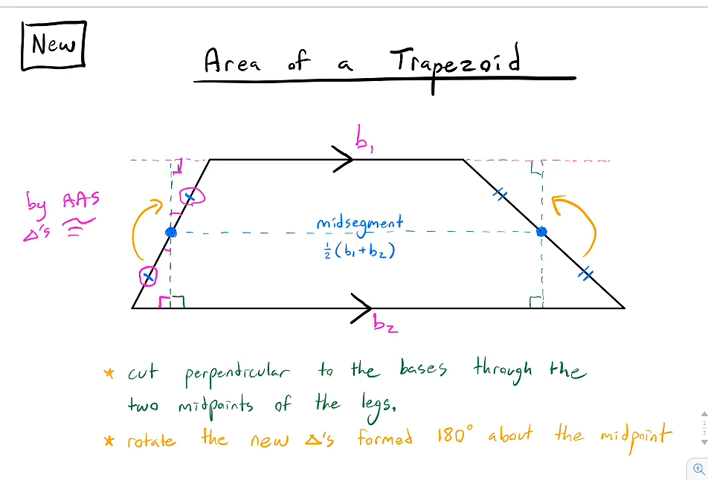 New
Area of a Trapezoid
b₁
by AAS
Δ's ≅
midsegment
½(b₁+b₂)
b₂
* cut perpendicular to the bases through the
two midpoints of the legs.
* rotate the new Δ's formed 180° about the midpoint